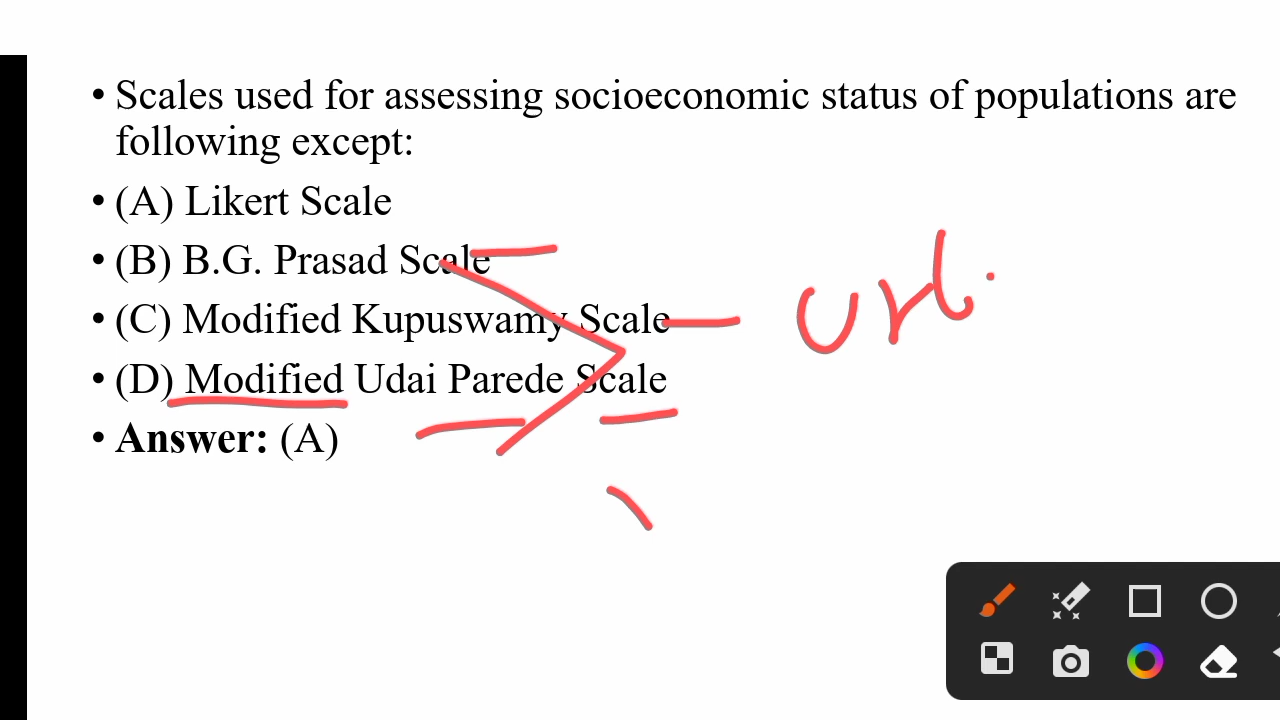 • Scales used for assessing socioeconomic status of populations are
following except:
• (A) Likert Scale
• (B) B.G. Prasad Scale
• (C) Modified Kupuswamy Scale
• (D) Modified Udai Parede Scale
• Answer: (A)